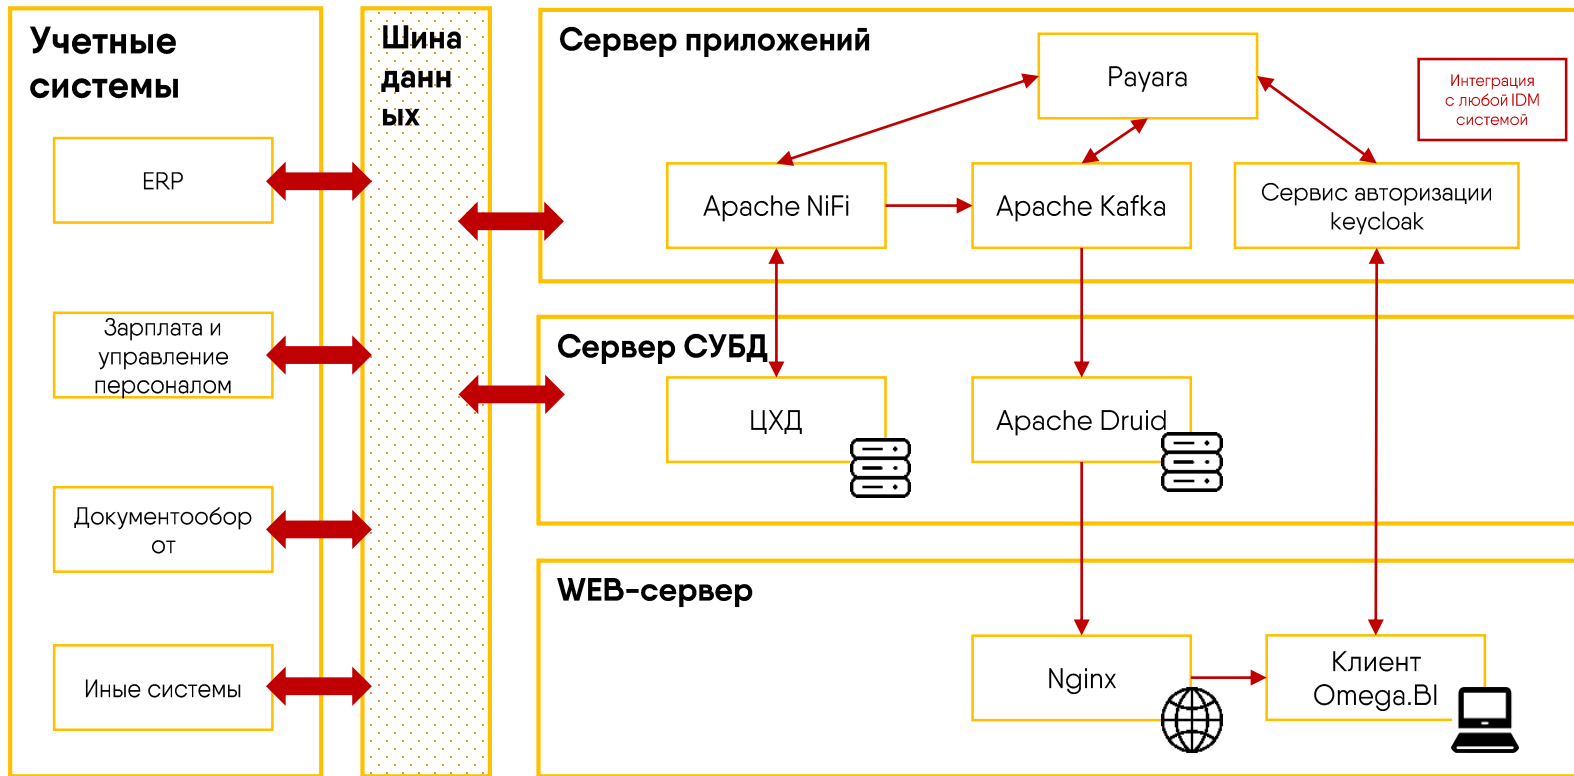 Учетные
системы
ERP
Зарплата и
управление
персоналом
Документообор
от
Иные системы
Шина
данн
ых
Сервер приложений
Payara
Интеграция
с любой IDM
системой
Apache NiFi
Apache Kafka
Сервис авторизации
keycloak
Сервер СУБД
ЦХД
Apache Druid
WEB-сервер
Nginx
Клиент
Omega.BI